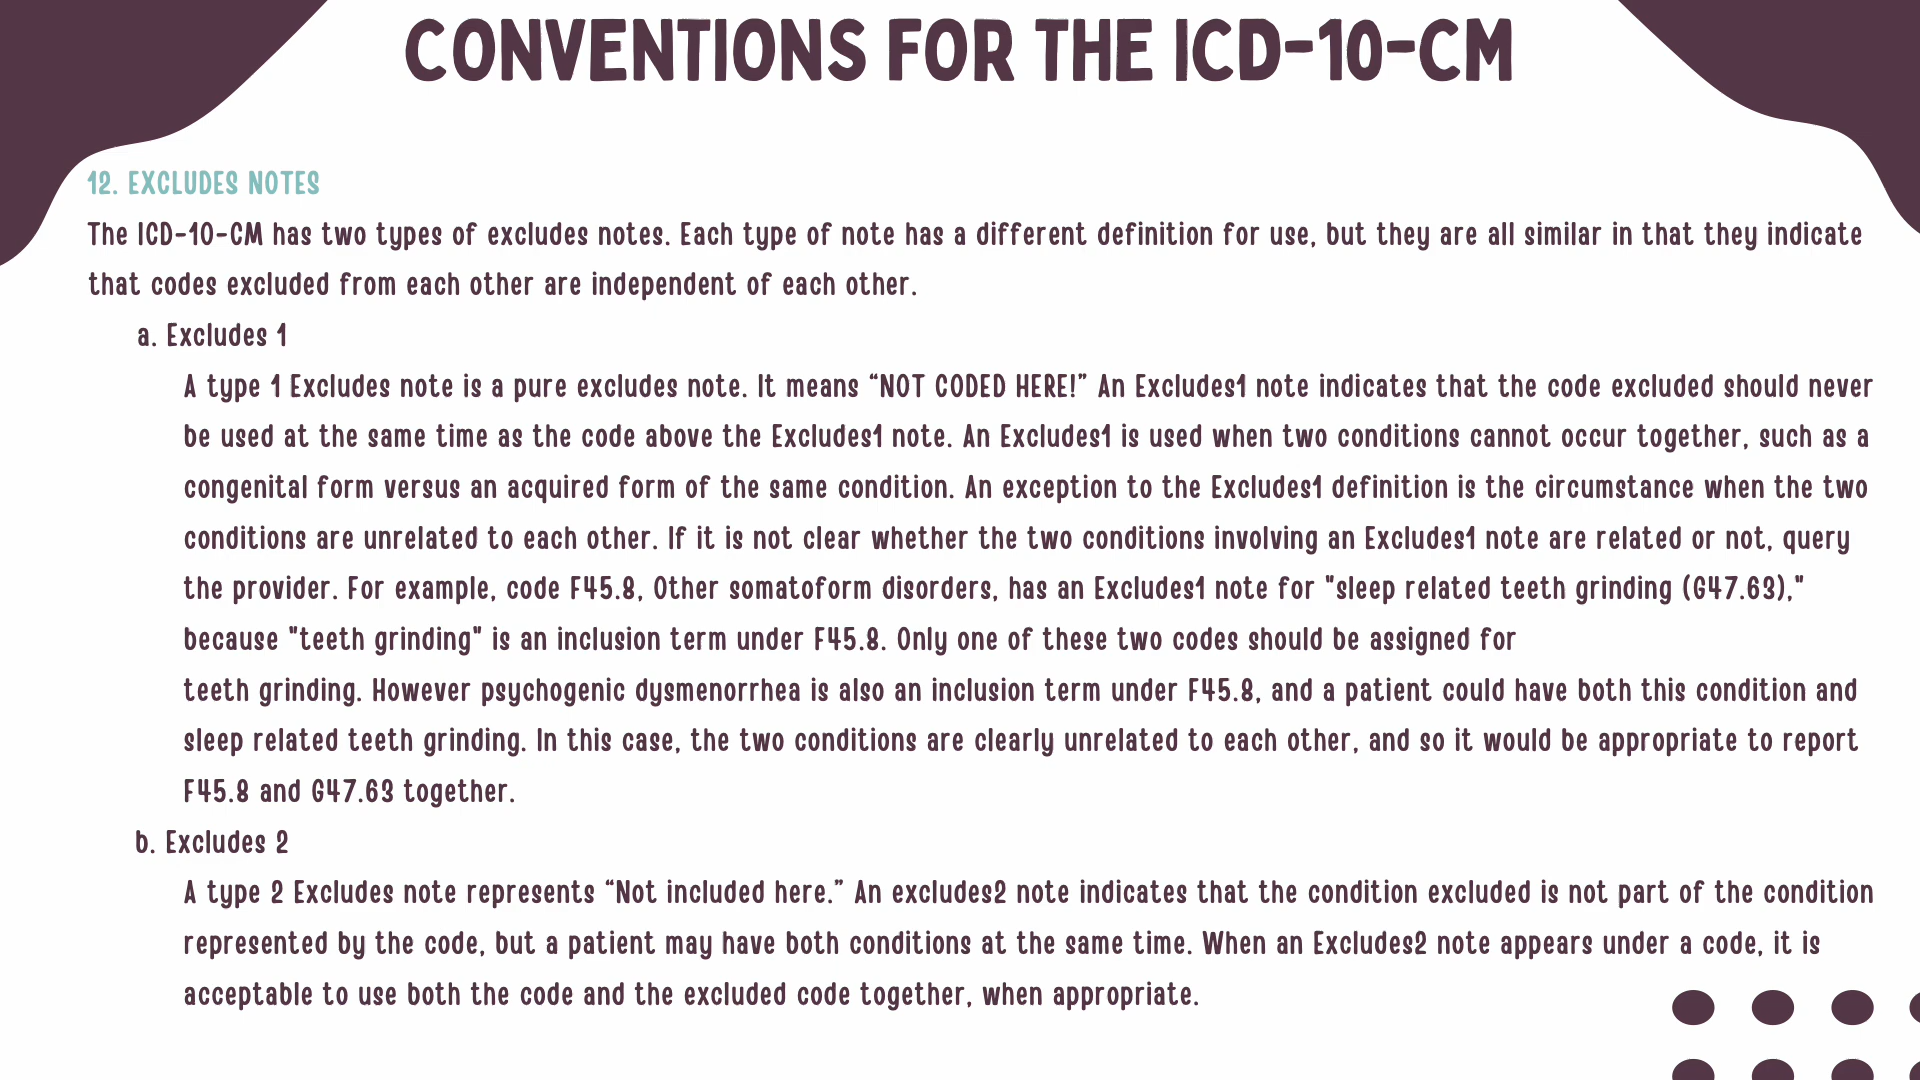 CONVENTIONS FOR THE ICD-10-CM
12. EXCLUDES NOTES
The ICD-10-CM has two types of excludes notes. Each type of note has a different definition for use, but they are all similar in that they indicate
that codes excluded from each other are independent of each other.
a. Excludes 1
A type 1 Excludes note is a pure excludes note. It means “NOT CODED HERE!” An Excludes1 note indicates that the code excluded should never
be used at the same time as the code above the Excludes1 note. An Excludes1 is used when two conditions cannot occur together, such as a
congenital form versus an acquired form of the same condition. An exception to the Excludes1 definition is the circumstance when the two
conditions are unrelated to each other. If it is not clear whether the two conditions involving an Excludes1 note are related or not, query
the provider. For example, code F45.8, Other somatoform disorders, has an Excludes1 note for "sleep related teeth grinding (G47.63),"
because "teeth grinding" is an inclusion term under F45.8. Only one of these two codes should be assigned for
teeth grinding. However psychogenic dysmenorrhea is also an inclusion term under F45.8, and a patient could have both this condition and
sleep related teeth grinding. In this case, the two conditions are clearly unrelated to each other, and so it would be appropriate to report
F45.8 and G47.63 together.
b. Excludes 2
A type 2 Excludes note represents “Not included here.” An excludes2 note indicates that the condition excluded is not part of the condition
represented by the code, but a patient may have both conditions at the same time. When an Excludes2 note appears under a code, it is
acceptable to use both the code and the excluded code together, when appropriate.